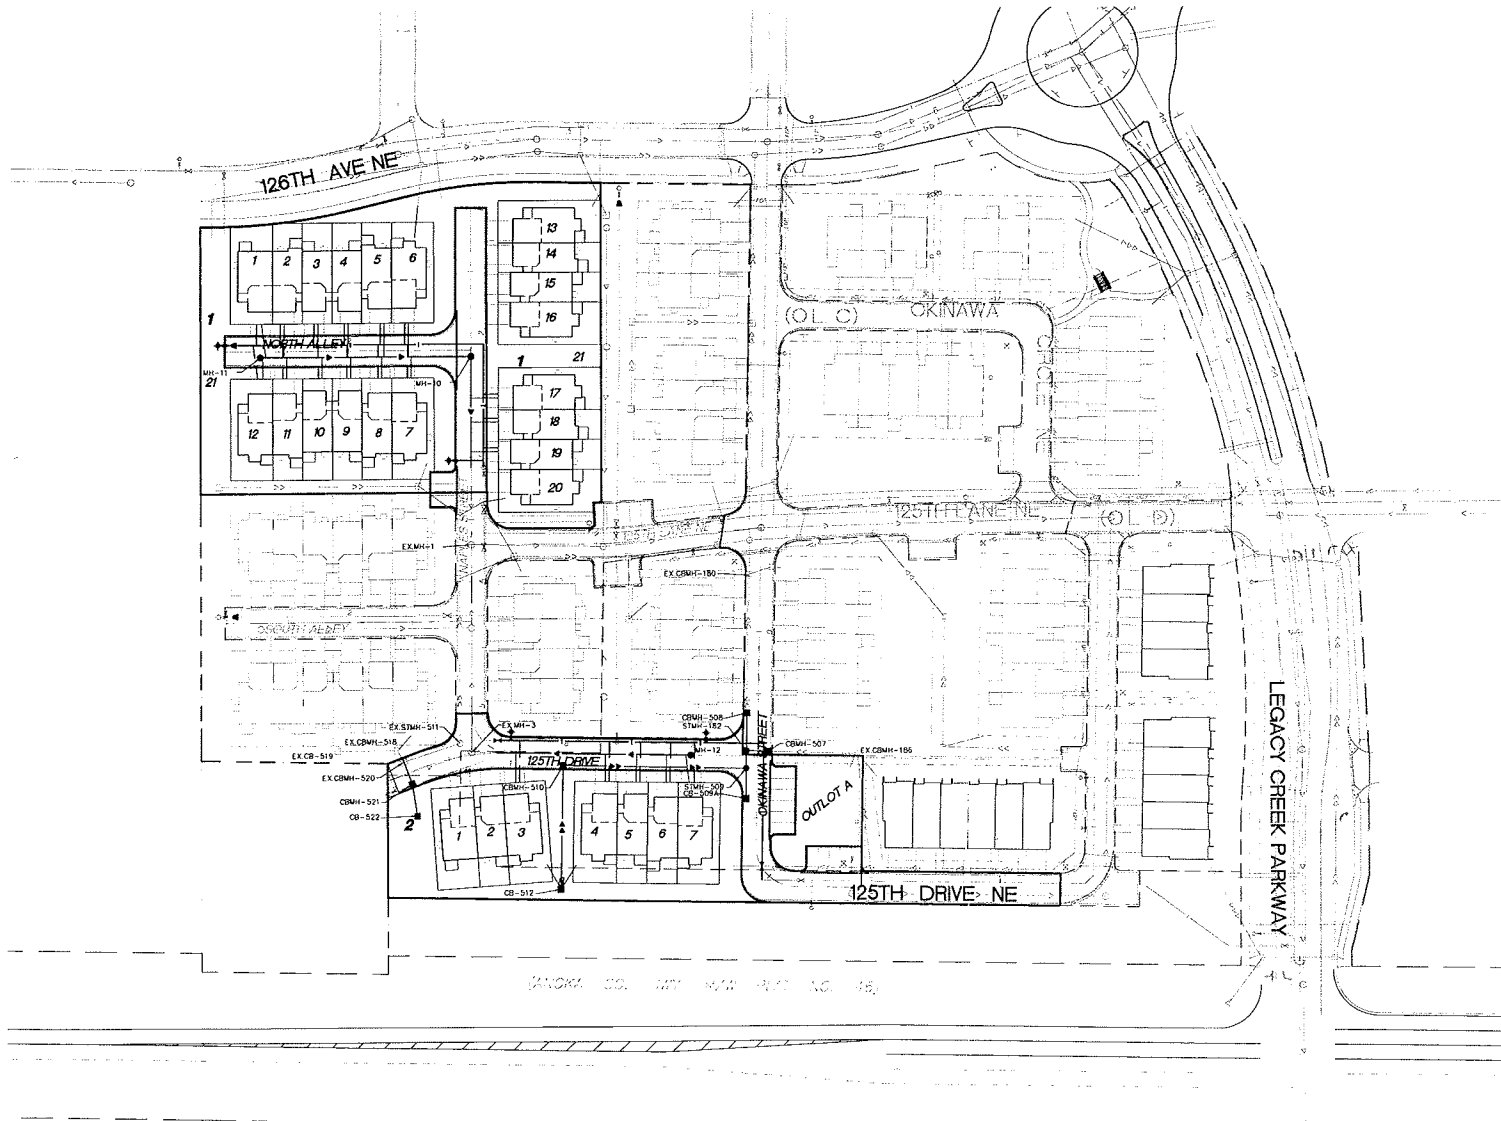 126TH AVE NE
13
14
15
16
1 2 3 4 5 6
1
NORTH ALLEY
MH-11
21
MH-10
1 21
17
18
19
20
12 11 10 9 8 7
(O.L. C)
OKINAWA
CIRCLE NE
125TH LANE NE
(O.L. D)
125TH LANE NE
EX.MH-1
EX.CBMH-180
SOUTH ALLEY
LEGACY CREEK PARKWAY
CBMH-508
STMH-182
EX.STMH-511
EX.MH-3
EX.CBMH-518
EX.CB-519
CBMH-507
MH-12
EX.CBMH-186
125TH DRIVE
OKINAWA STREET
EX.CBMH-520
CBMH-510
STMH-509
CB-509A
CBMH-521
CB-522
2
OUTLOT A
1 2 3
4 5 6 7
CB-512
125TH DRIVE NE